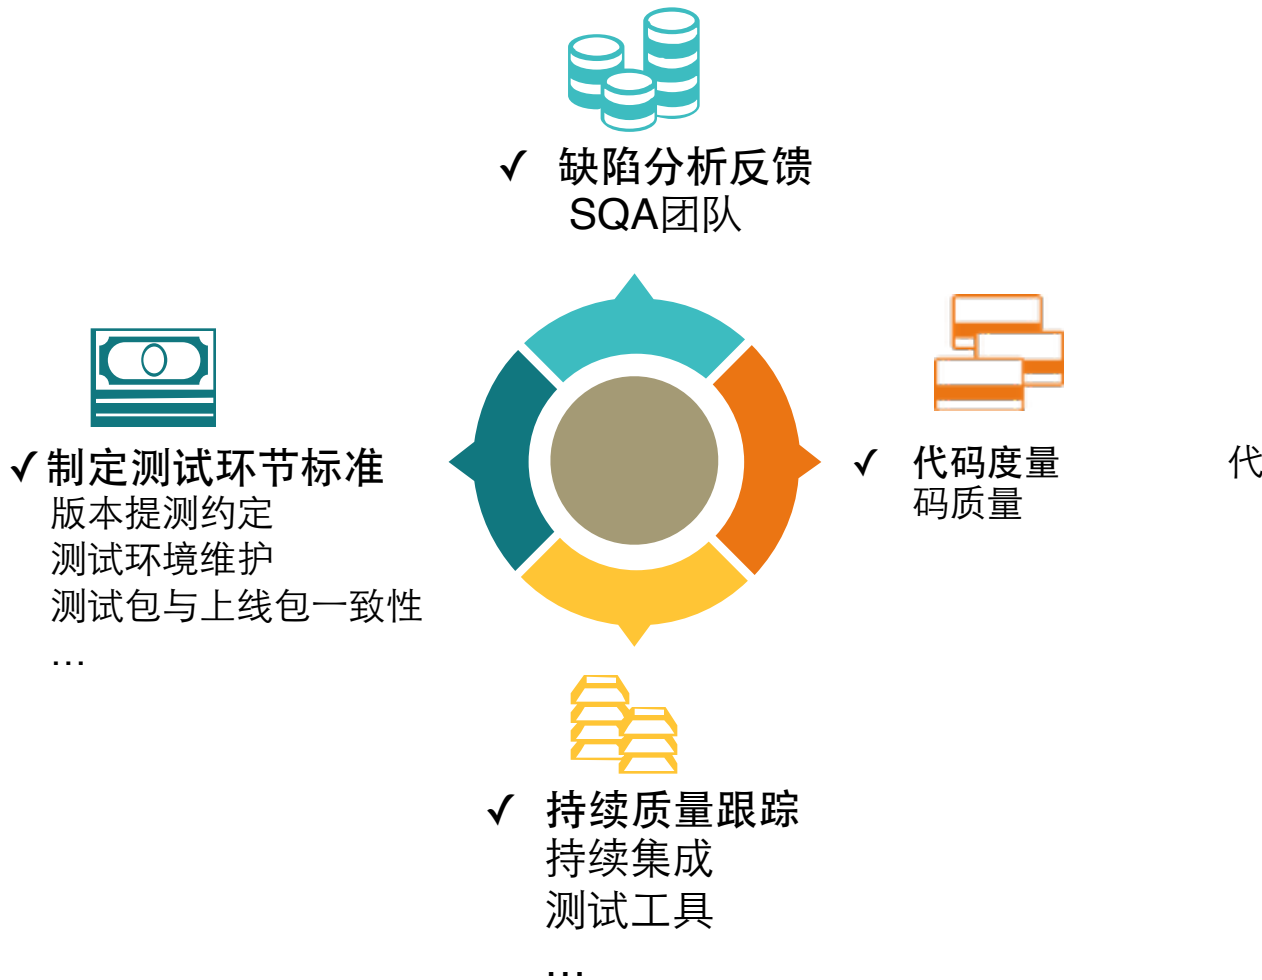 ✓ 缺陷分析反馈
SQA团队
✓制定测试环节标准
版本提测约定
测试环境维护
测试包与上线包一致性
…
✓ 代码度量 代
码质量
✓ 持续质量跟踪
持续集成
测试工具
…